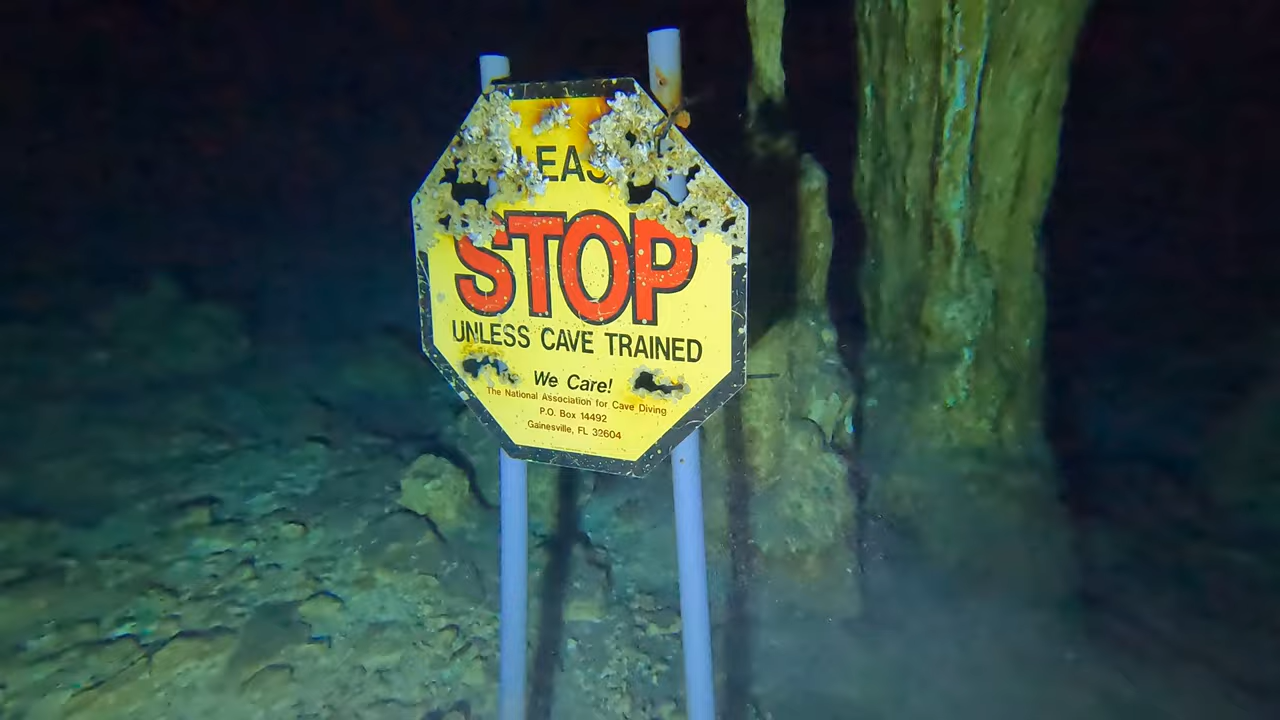 LEAS
STOP
UNLESS CAVE TRAINED
We Care!
The National Association for Cave Diving
P.O. Box 14492
Gainesville, FL 32604